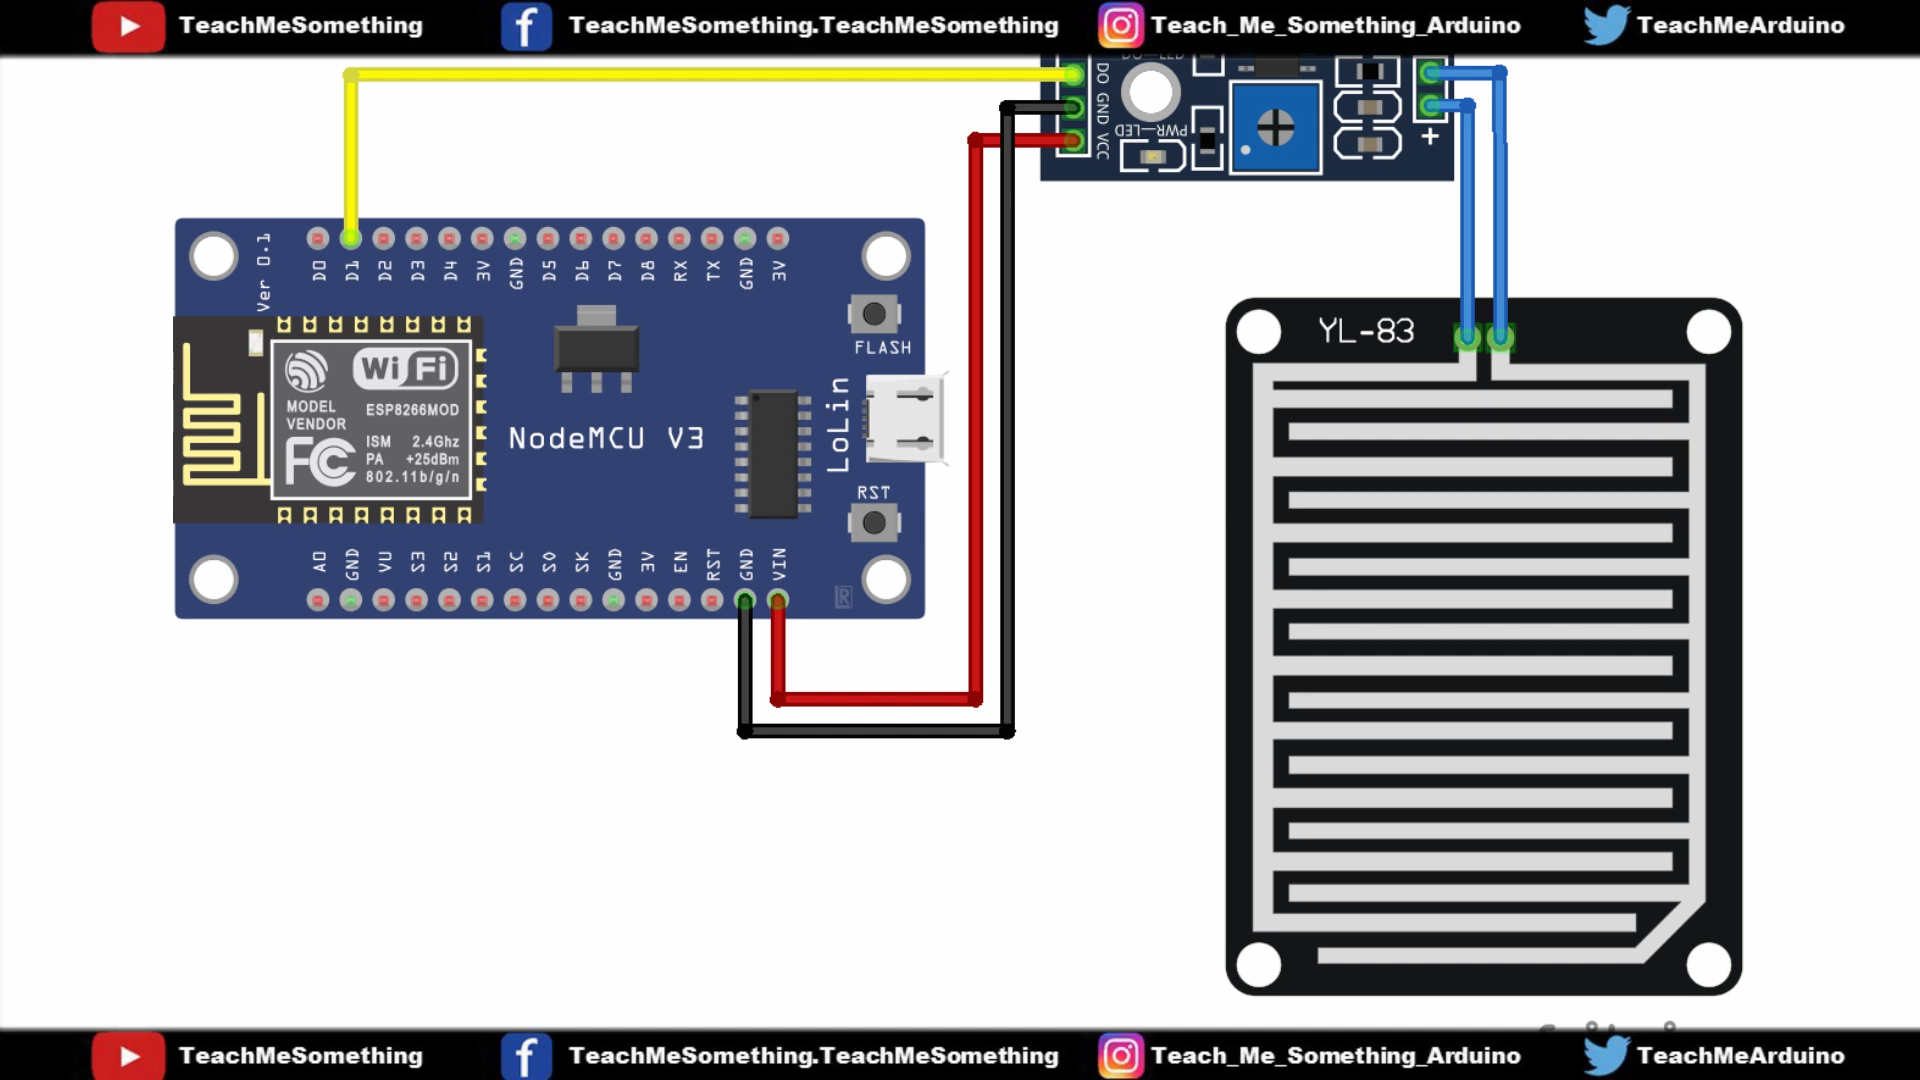 TeachMeSomething TeachMeSomething.TeachMeSomething Teach_Me_Something_Arduino TeachMeArduino
DO-LED
DO
GND
VCC
PWR-LED
+
Ver 0.1
D0 D1 D2 D3 D4 3V GND D5 D6 D7 D8 RX TX GND 3V
FLASH
YL-83
Wi Fi
MODEL ESP8266MOD
VENDOR
FC
ISM 2.4Ghz
PA +25dBm
802.11b/g/n
NodeMCU V3
LoLin
RST
A0 GND VU S3 S2 S1 SC S0 SK GND 3V EN RST GND VIN
R
TeachMeSomething TeachMeSomething.TeachMeSomething Teach_Me_Something_Arduino TeachMeArduino